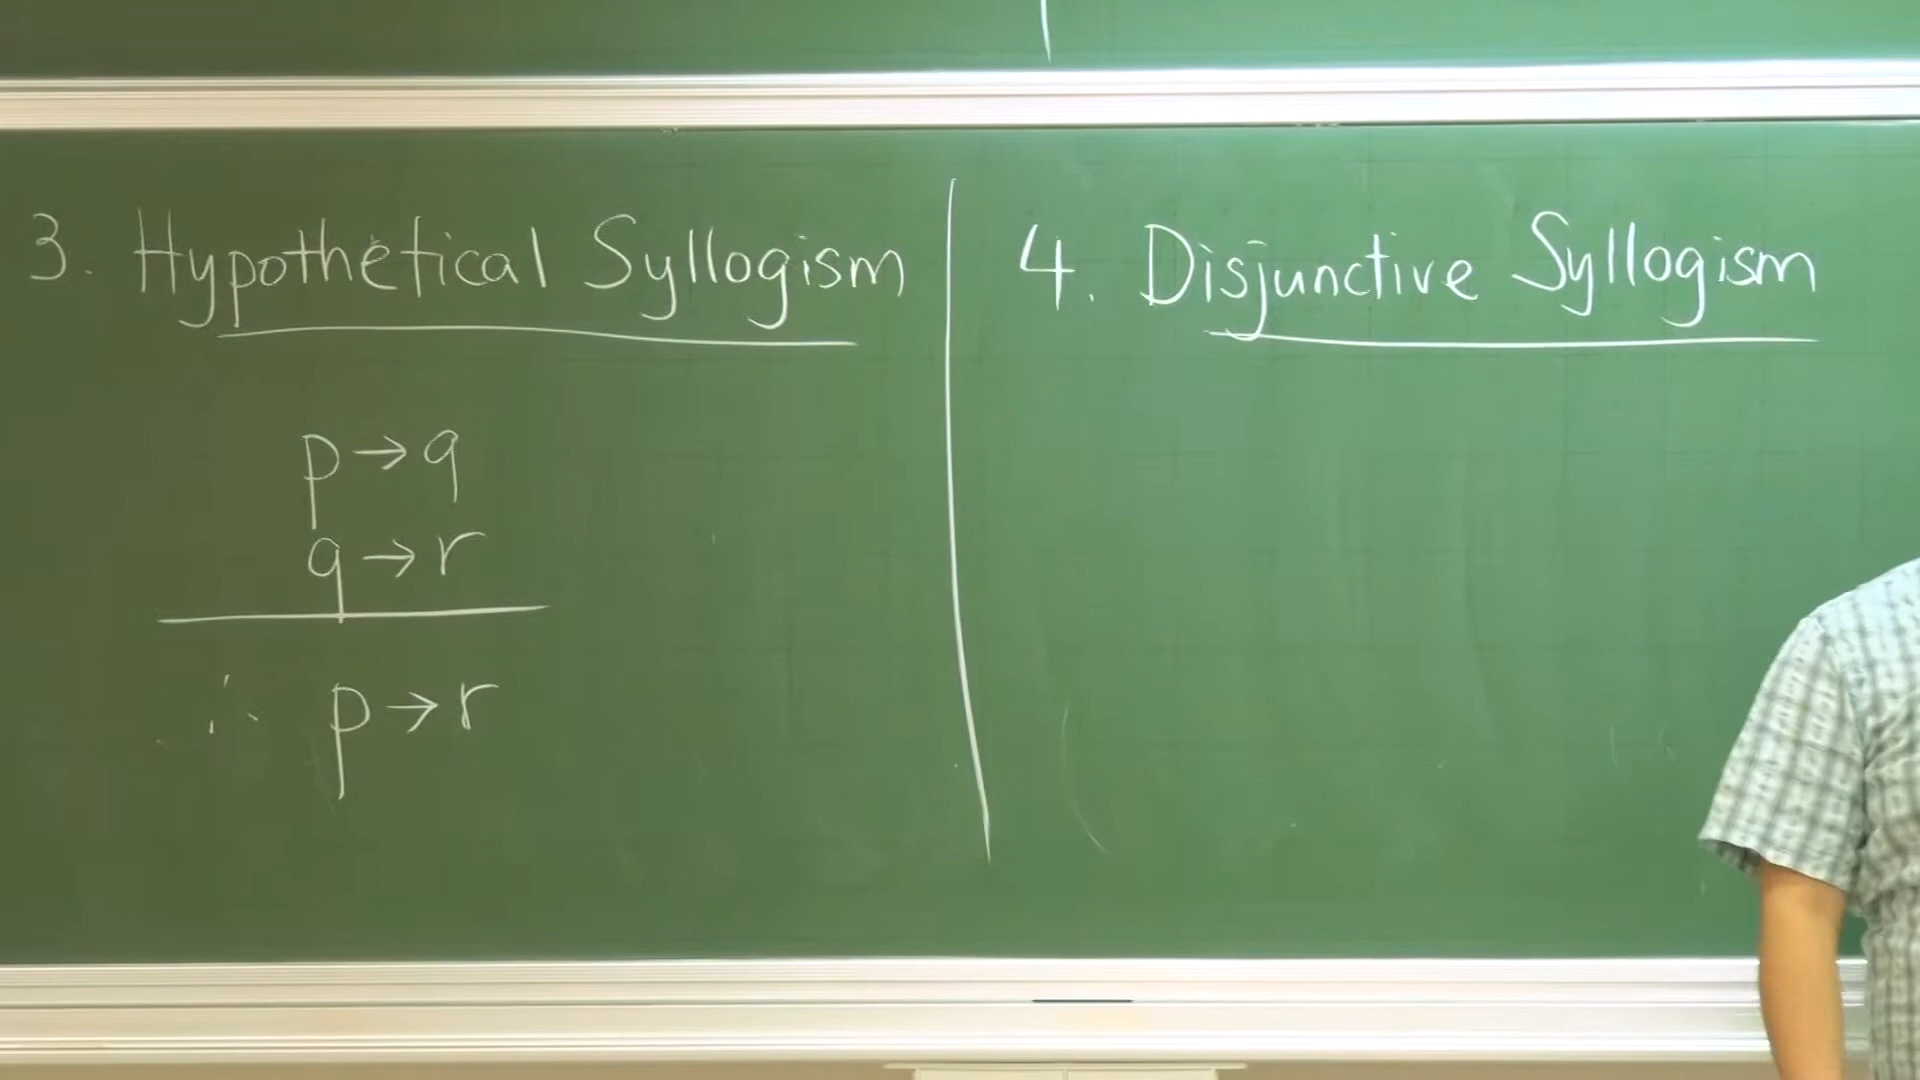 3. Hypothetical Syllogism
p→q
q→r
∴ p→r
4. Disjunctive Syllogism